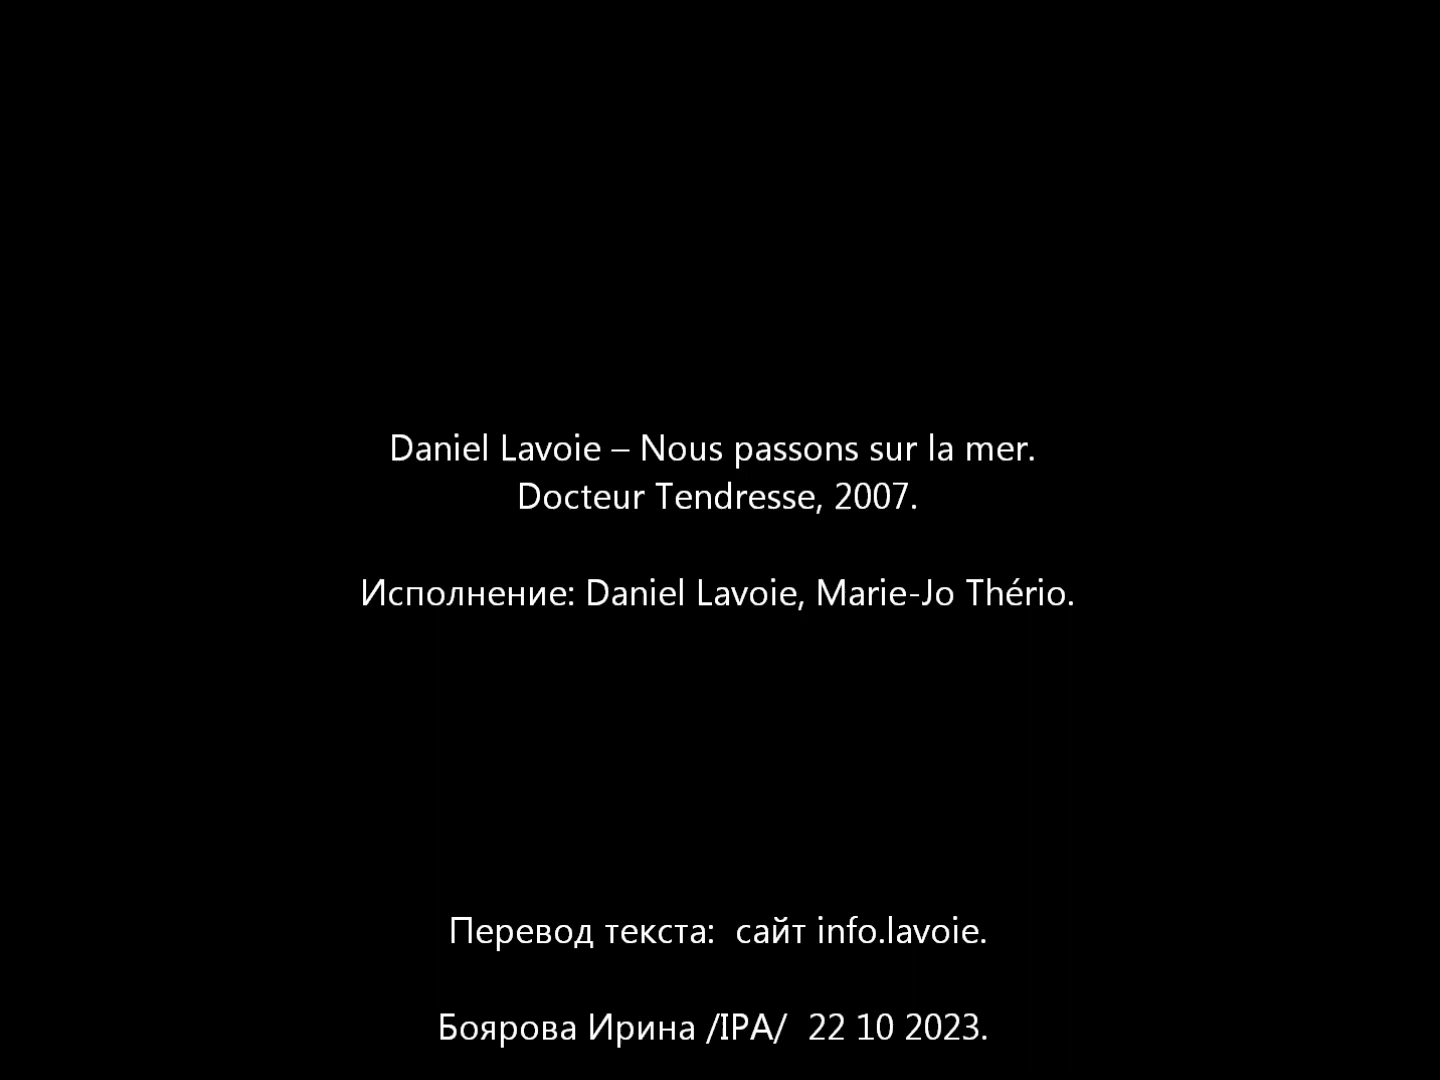 Daniel Lavoie – Nous passons sur la mer.
Docteur Tendresse, 2007.
Исполнение: Daniel Lavoie, Marie-Jo Thério.
Перевод текста:  сайт info.lavoie.
Боярова Ирина /IPA/  22 10 2023.